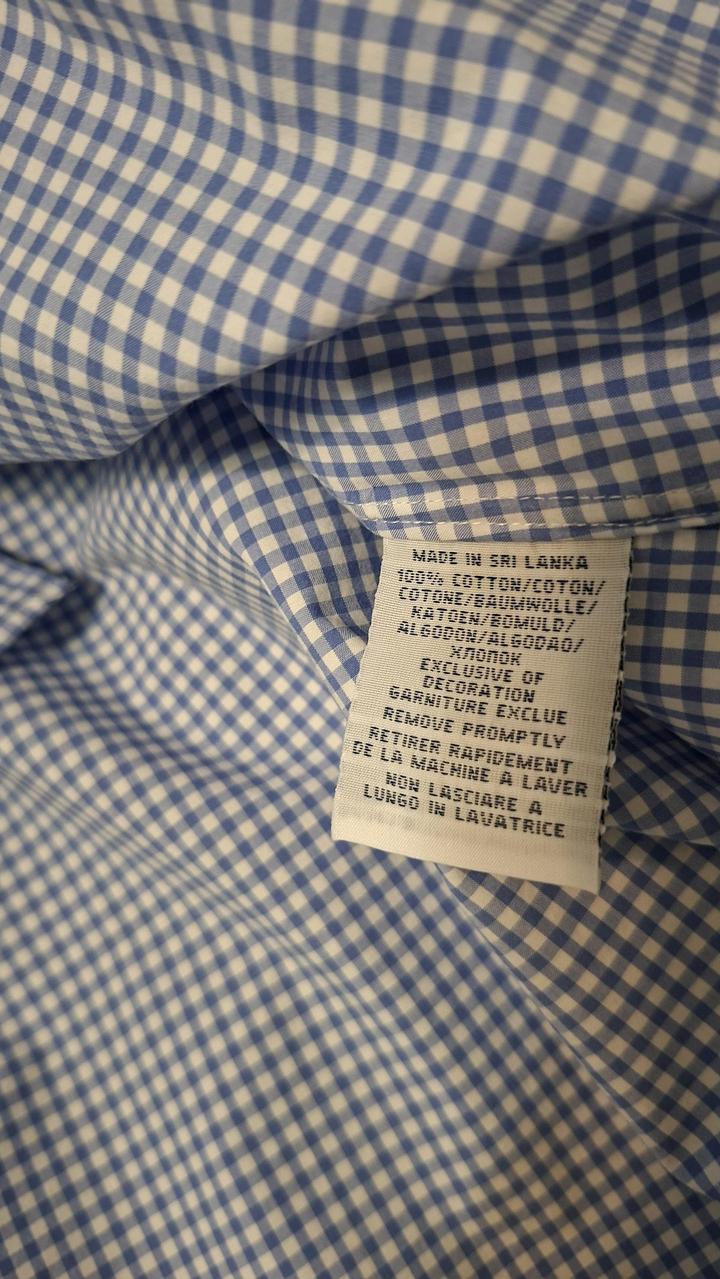 MADE IN SRI LANKA
100% COTTON/COTON/
COTONE/BAUMWOLLE/
KATOEN/BOMULD/
ALGODON/ALGODAO/
ХЛОПОК
EXCLUSIVE OF
DECORATION
GARNITURE EXCLUE
REMOVE PROMPTLY
RETIRER RAPIDEMENT
DE LA MACHINE A LAVER
NON LASCIARE A
LUNGO IN LAVATRICE